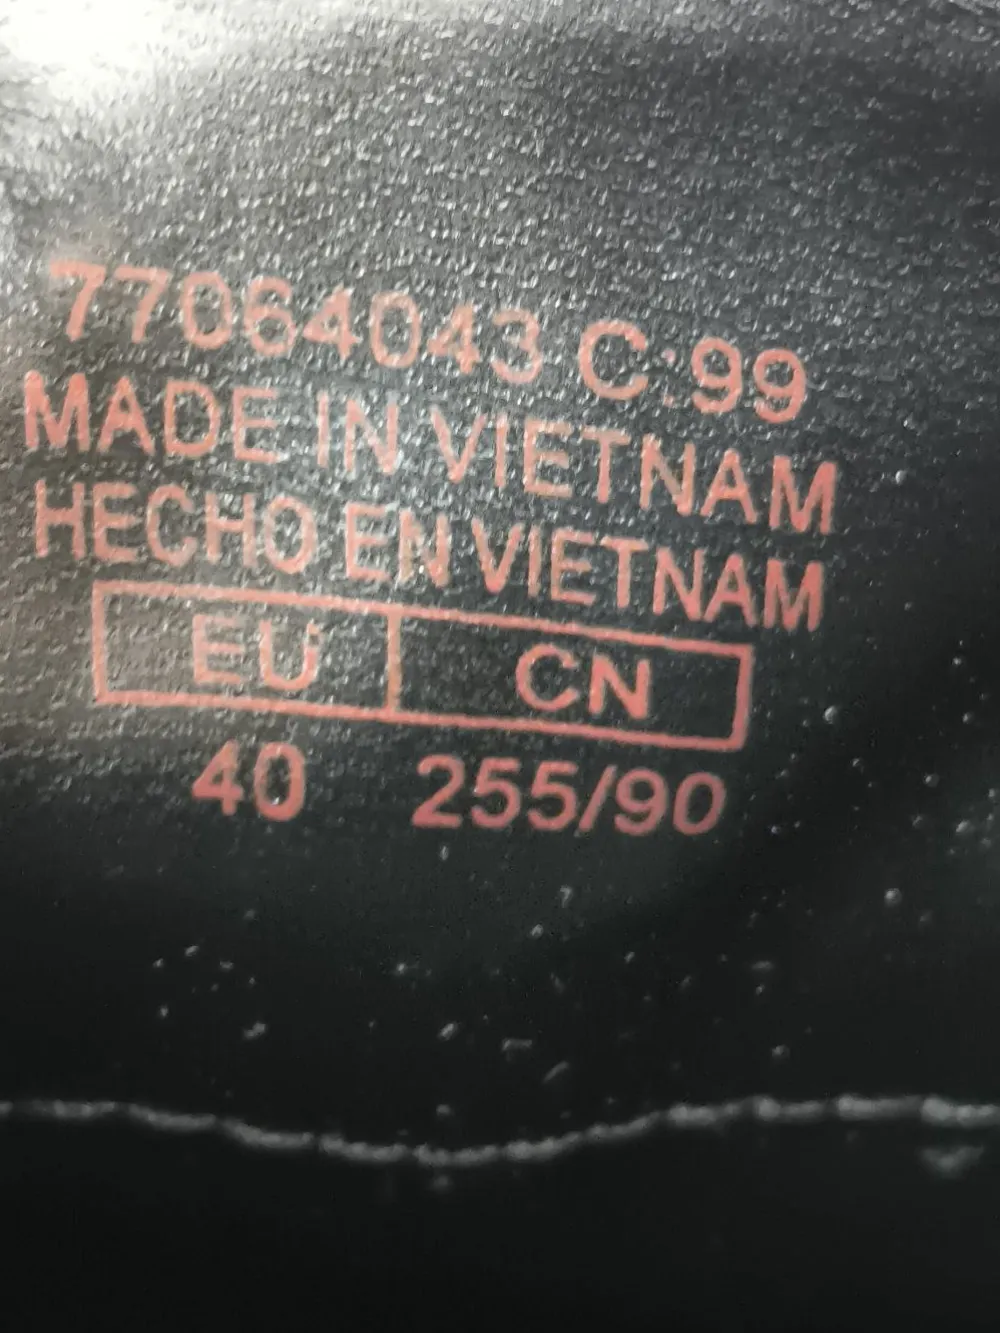 77064043 C:99
MADE IN VIETNAM
HECHO EN VIETNAM
EU CN
40 255/90